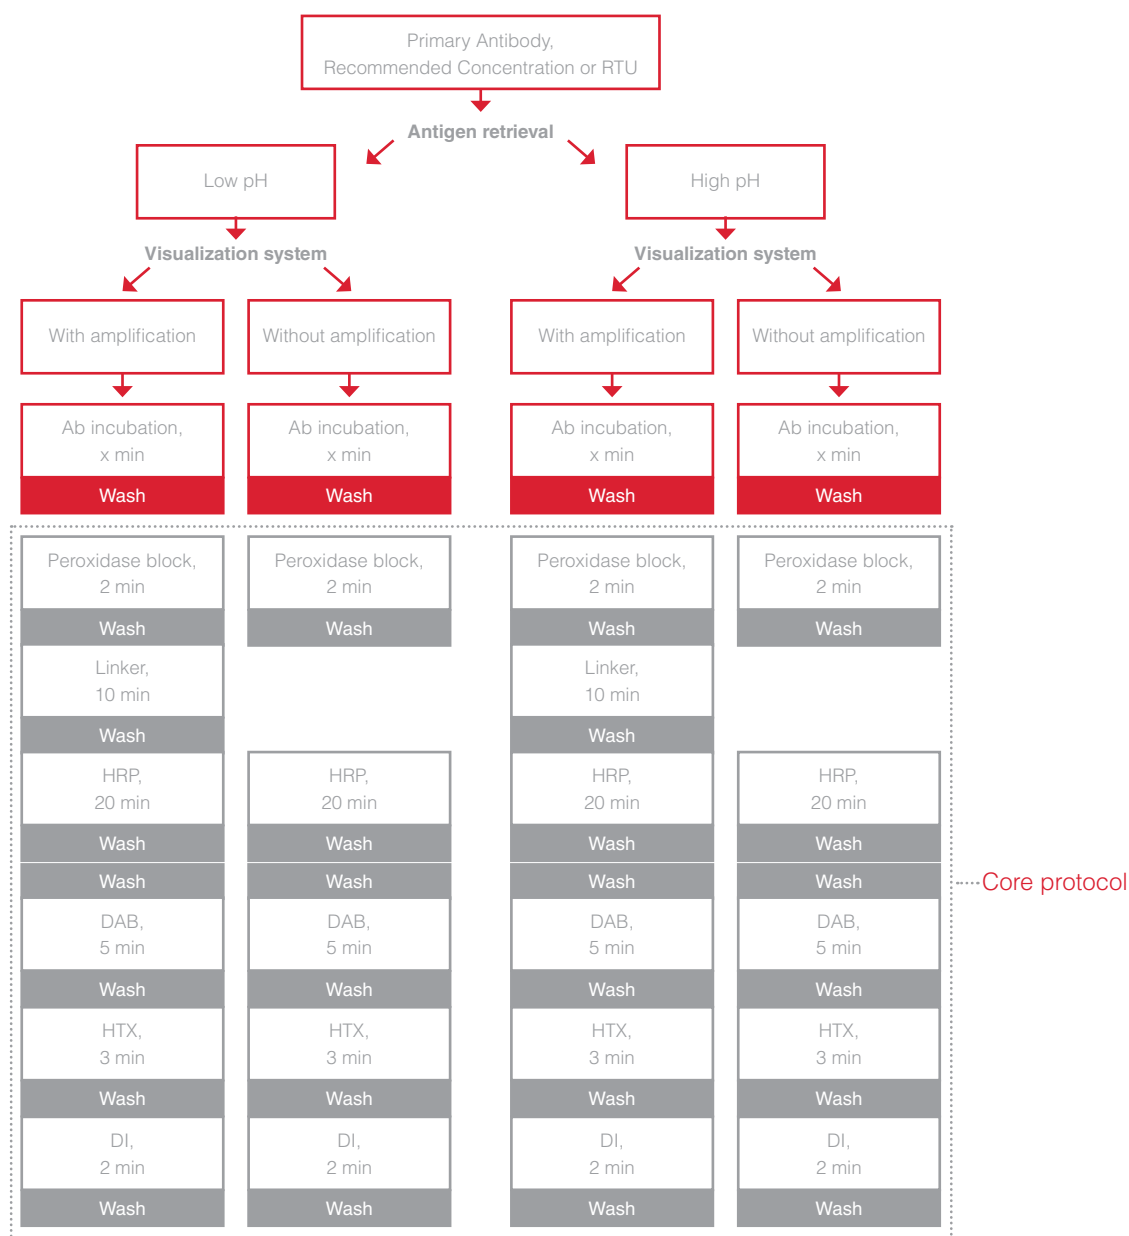 Primary Antibody,
Recommended Concentration or RTU
Antigen retrieval
Low pH
High pH
Visualization system
Visualization system
With amplification
Without amplification
With amplification
Without amplification
Ab incubation,
x min
Wash
Ab incubation,
x min
Wash
Ab incubation,
x min
Wash
Ab incubation,
x min
Wash
Peroxidase block,
2 min
Wash
Peroxidase block,
2 min
Wash
Peroxidase block,
2 min
Wash
Peroxidase block,
2 min
Wash
Linker,
10 min
Wash
Linker,
10 min
Wash
HRP,
20 min
Wash
HRP,
20 min
Wash
HRP,
20 min
Wash
HRP,
20 min
Wash
Wash
Wash
Wash
Wash
Core protocol
DAB,
5 min
Wash
DAB,
5 min
Wash
DAB,
5 min
Wash
DAB,
5 min
Wash
HTX,
3 min
Wash
HTX,
3 min
Wash
HTX,
3 min
Wash
HTX,
3 min
Wash
DI,
2 min
Wash
DI,
2 min
Wash
DI,
2 min
Wash
DI,
2 min
Wash